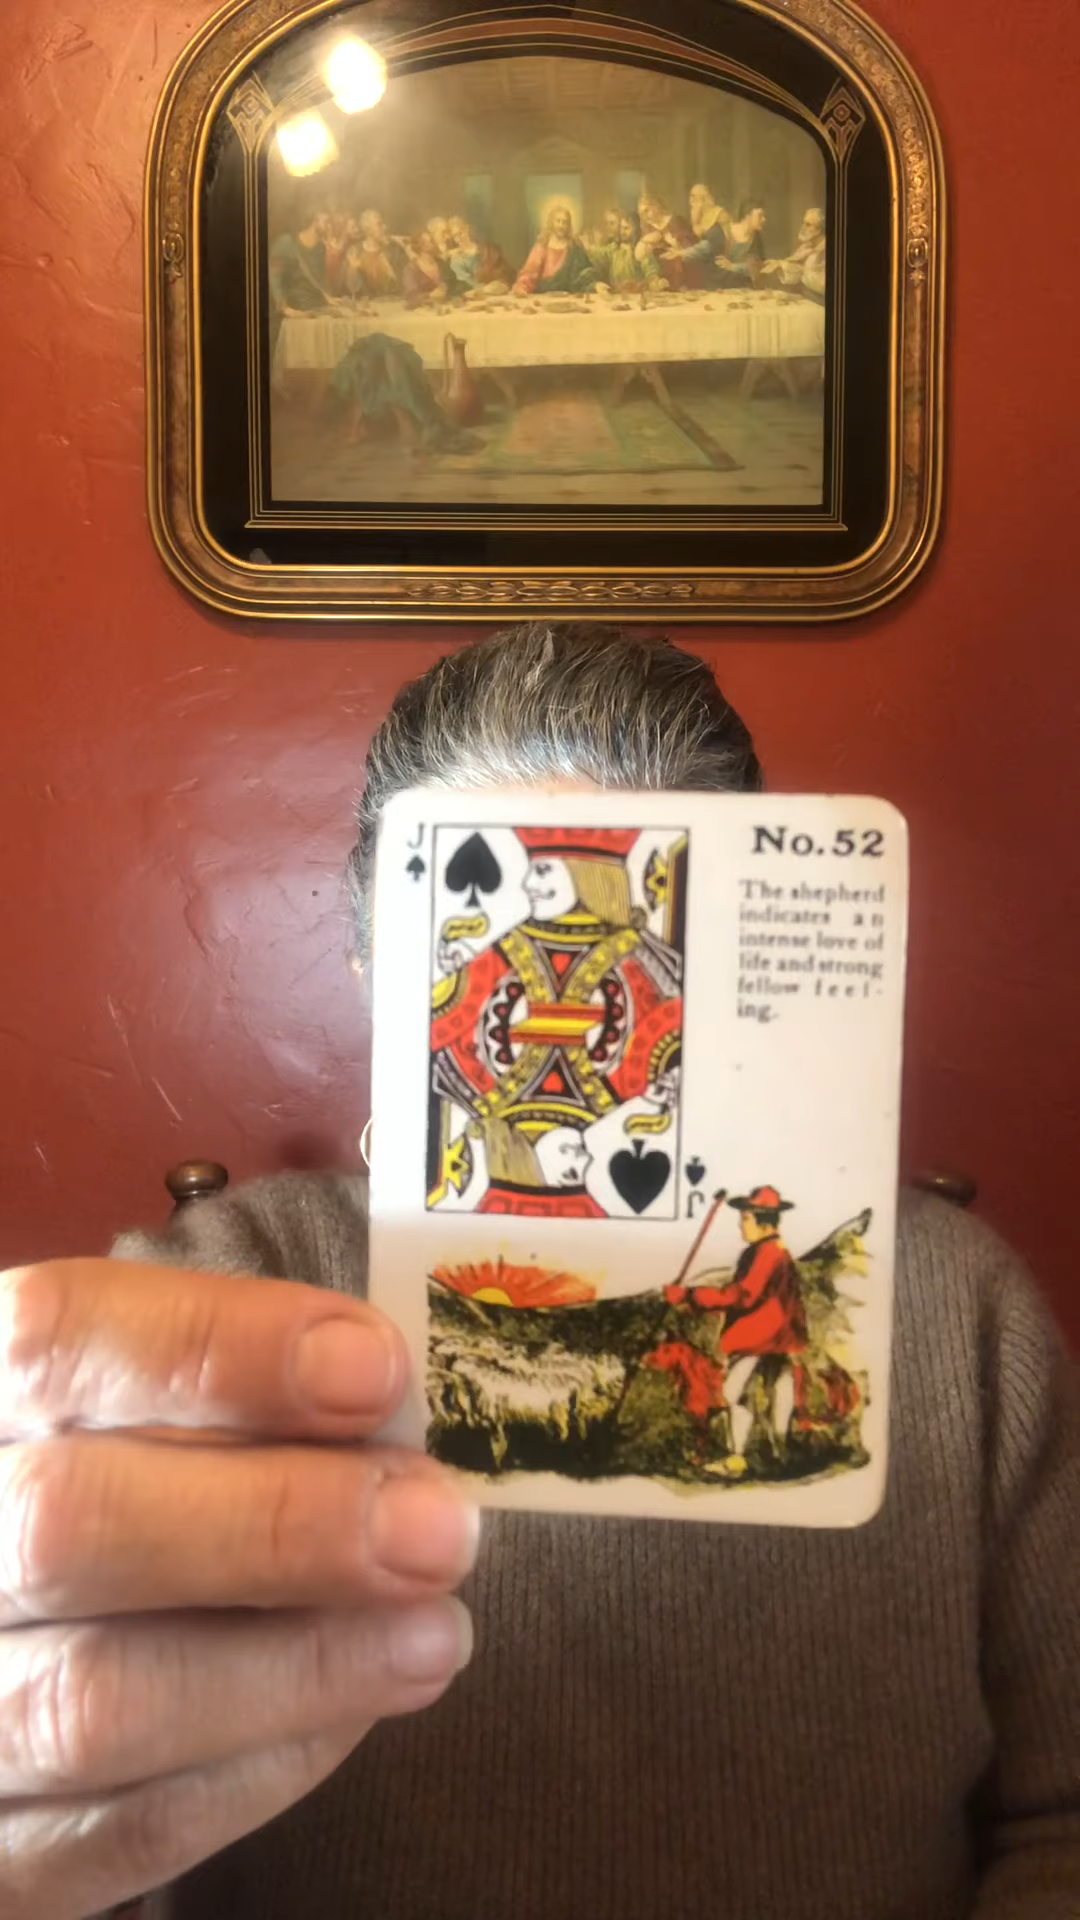 J
No. 52
The shepherd
indicates an
intense love of
life and strong
fellow feel-
ing.
J